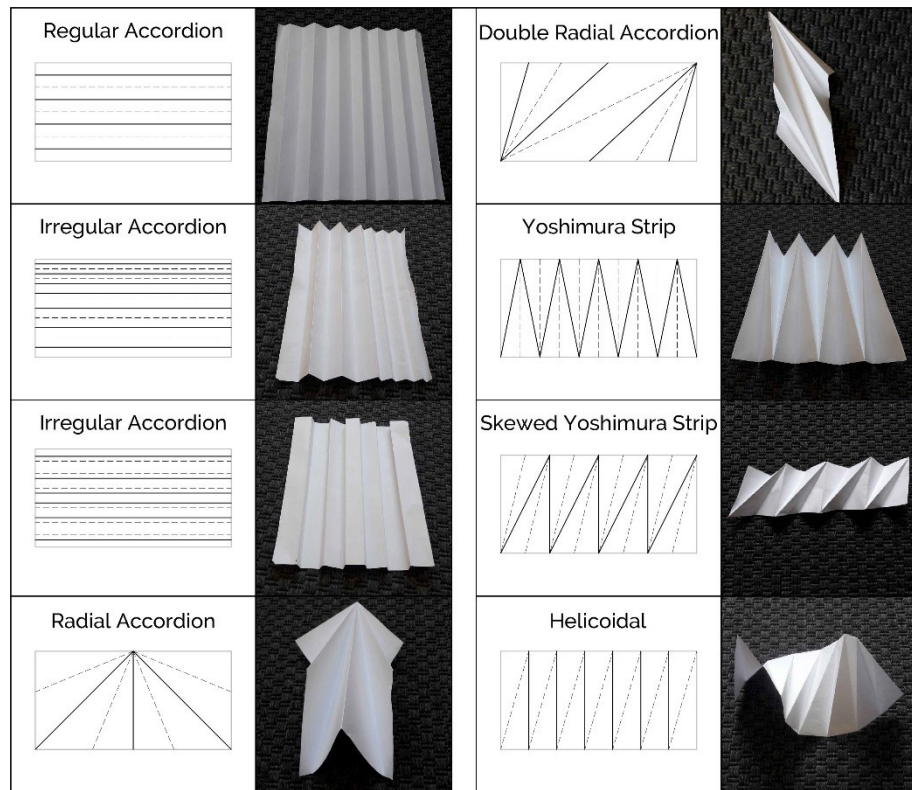 Regular Accordion
Irregular Accordion
Irregular Accordion
Radial Accordion
Double Radial Accordion
Yoshimura Strip
Skewed Yoshimura Strip
Helicoidal